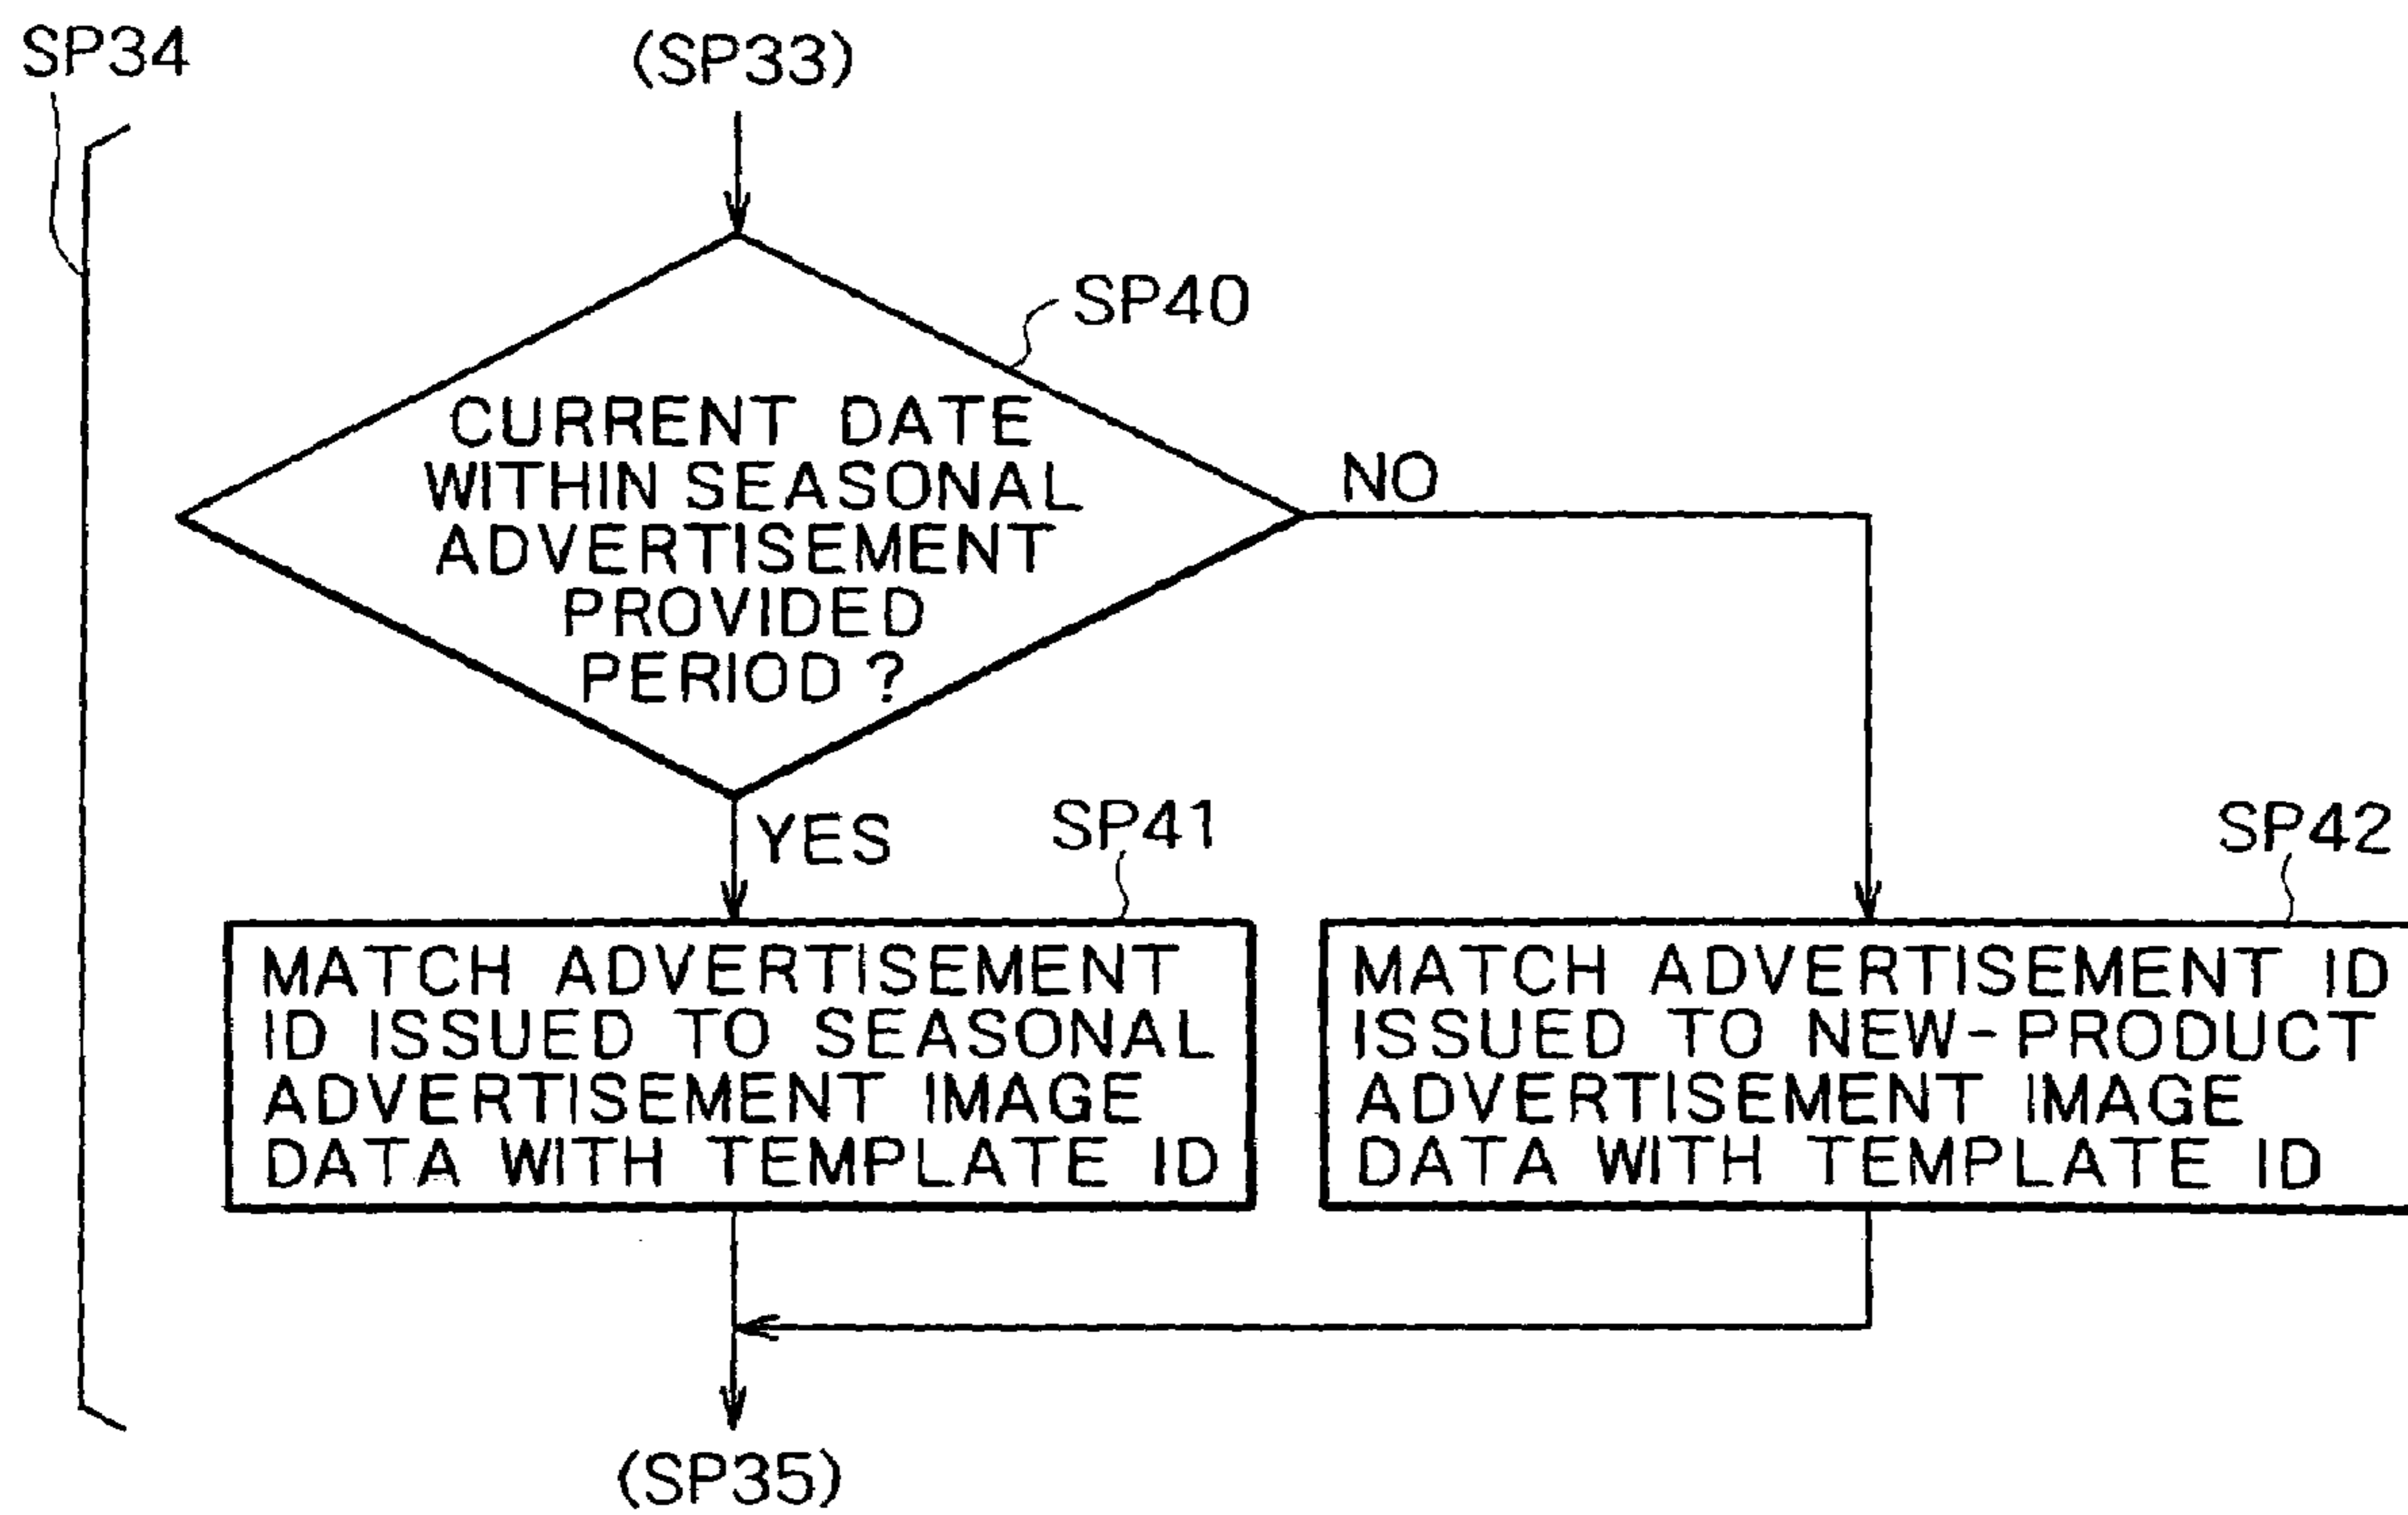 SP34
(SP33)
SP40
CURRENT DATE
WITHIN SEASONAL
ADVERTISEMENT
PROVIDED
PERIOD ?
NO
YES
SP41
SP42
MATCH ADVERTISEMENT
ID ISSUED TO SEASONAL
ADVERTISEMENT IMAGE
DATA WITH TEMPLATE ID
MATCH ADVERTISEMENT ID
ISSUED TO NEW-PRODUCT
ADVERTISEMENT IMAGE
DATA WITH TEMPLATE ID
(SP35)